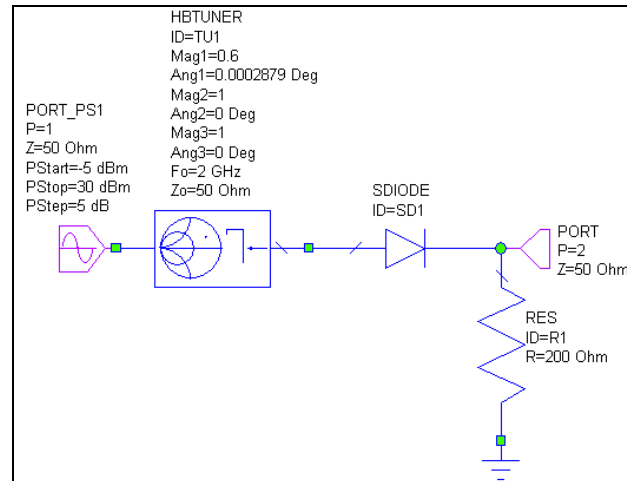 HBTUNER
ID=TU1
Mag1=0.6
Ang1=0.0002879 Deg
Mag2=1
Ang2=0 Deg
Mag3=1
Ang3=0 Deg
Fo=2 GHz
Zo=50 Ohm
PORT_PS1
P=1
Z=50 Ohm
PStart=-5 dBm
PStop=30 dBm
PStep=5 dB
SDIODE
ID=SD1
PORT
P=2
Z=50 Ohm
RES
ID=R1
R=200 Ohm